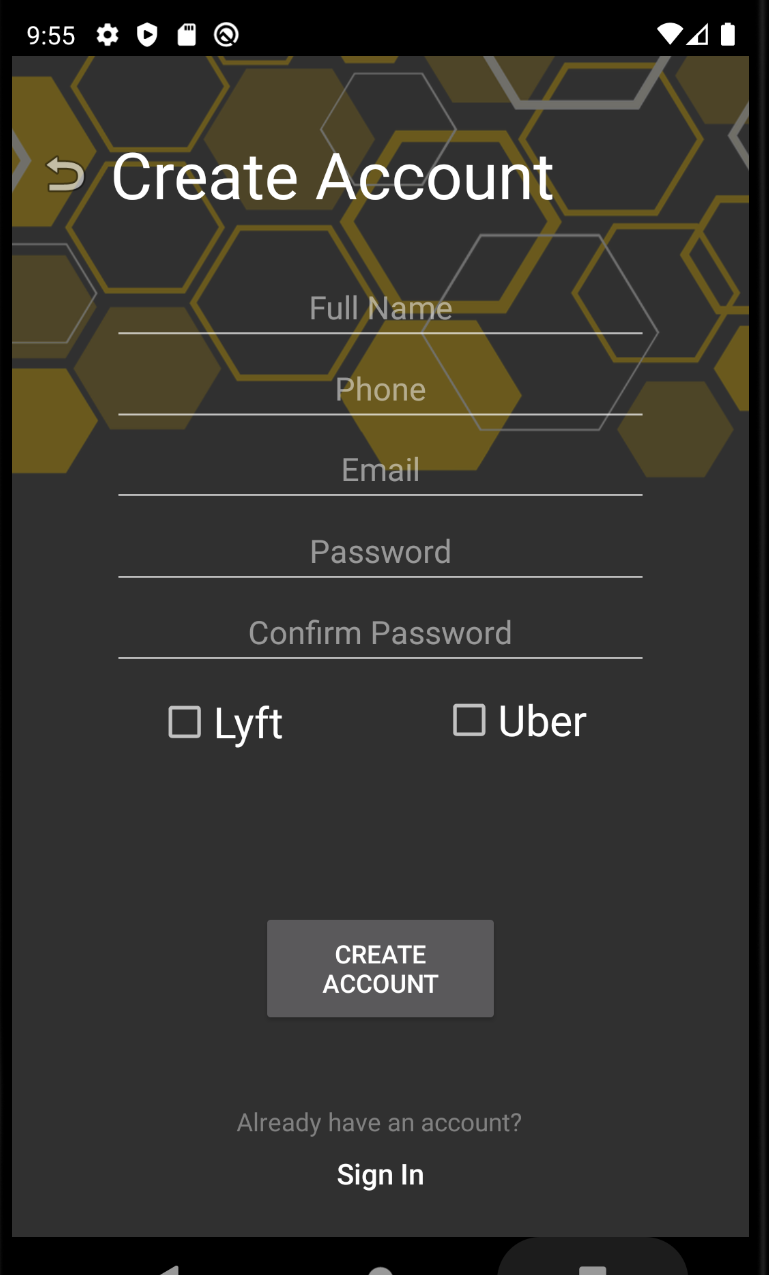 9:55
Create Account
Full Name
Phone
Email
Password
Confirm Password
Lyft
Uber
CREATE
ACCOUNT
Already have an account?
Sign In